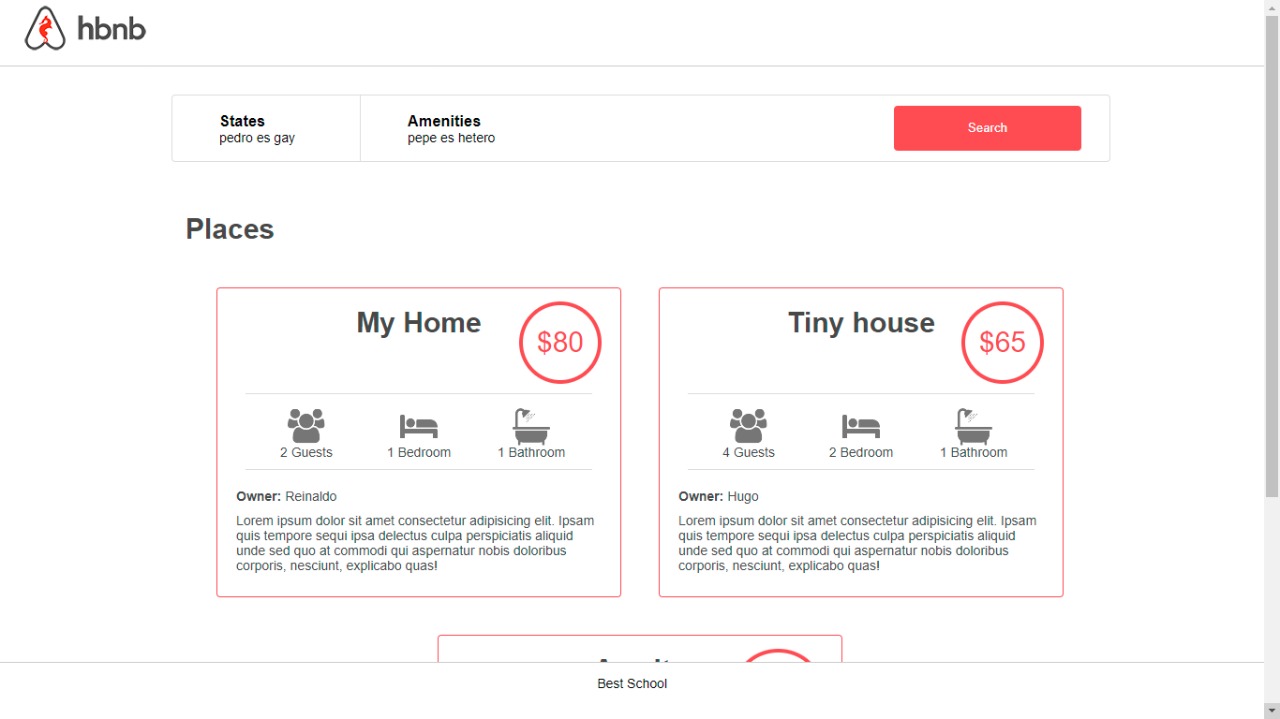 hbnb
States
pedro es gay
Amenities
pepe es hetero
Search
Places
My Home
$80
2 Guests
1 Bedroom
1 Bathroom
Owner: Reinaldo
Lorem ipsum dolor sit amet consectetur adipisicing elit. Ipsam
quis tempore sequi ipsa delectus culpa perspiciatis aliquid
unde sed quo at commodi qui aspernatur nobis doloribus
corporis, nesciunt, explicabo quas!
Tiny house
$65
4 Guests
2 Bedroom
1 Bathroom
Owner: Hugo
Lorem ipsum dolor sit amet consectetur adipisicing elit. Ipsam
quis tempore sequi ipsa delectus culpa perspiciatis aliquid
unde sed quo at commodi qui aspernatur nobis doloribus
corporis, nesciunt, explicabo quas!
Best School